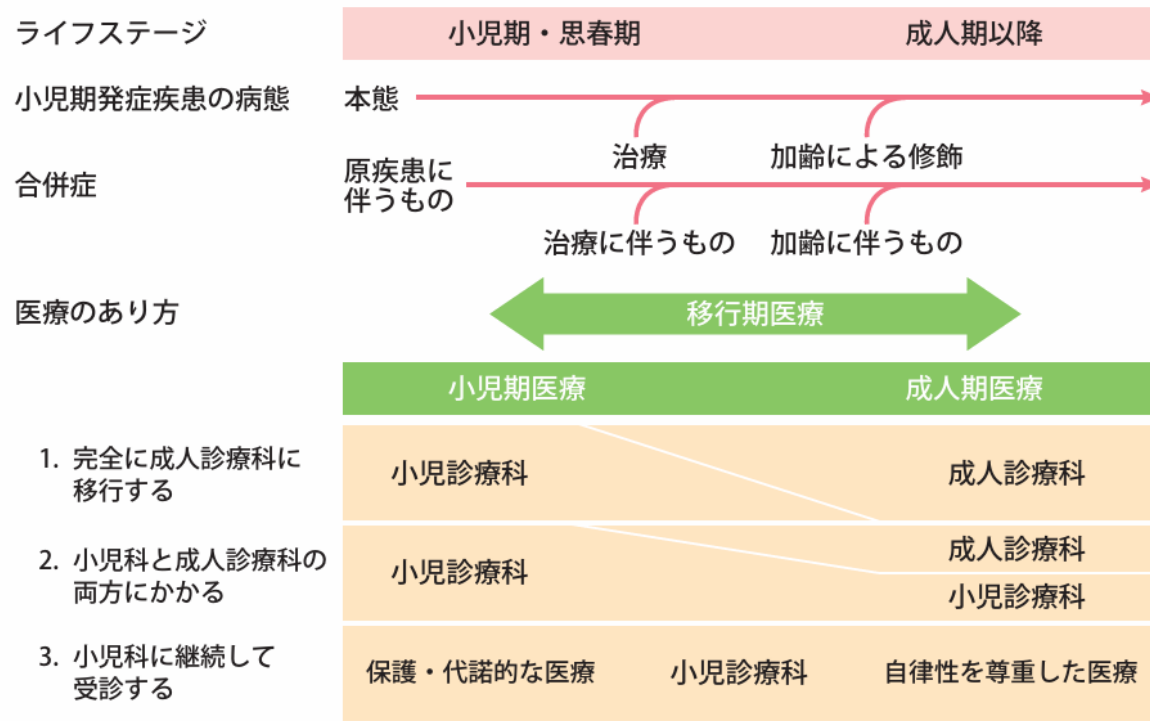 ライフステージ
小児期・思春期
成人期以降
小児期発症疾患の病態
本態
治療
加齢による修飾
合併症
原疾患に
伴うもの
治療に伴うもの
加齢に伴うもの
医療のあり方
移行期医療
小児期医療
成人期医療
1. 完全に成人診療科に
移行する
小児診療科
成人診療科
2. 小児科と成人診療科の
両方にかかる
小児診療科
成人診療科
小児診療科
3. 小児科に継続して
受診する
保護・代諾的な医療
小児診療科
自律性を尊重した医療